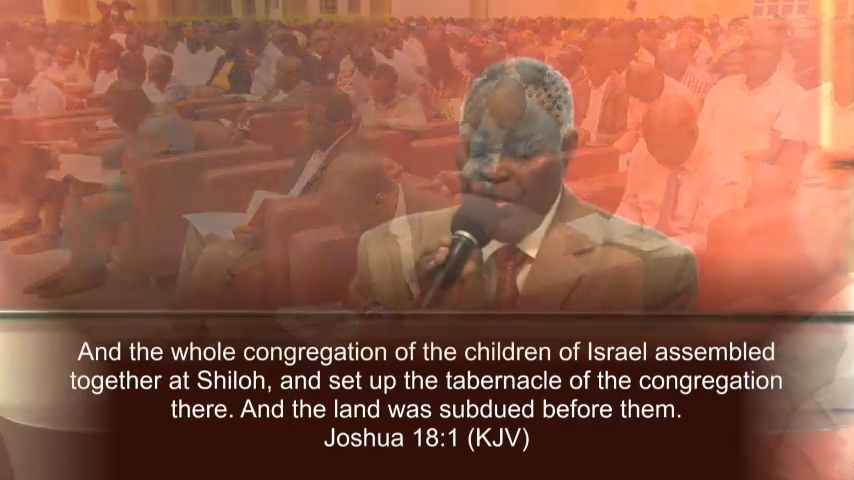 And the whole congregation of the children of Israel assembled
together at Shiloh, and set up the tabernacle of the congregation
there. And the land was subdued before them.
Joshua 18:1 (KJV)